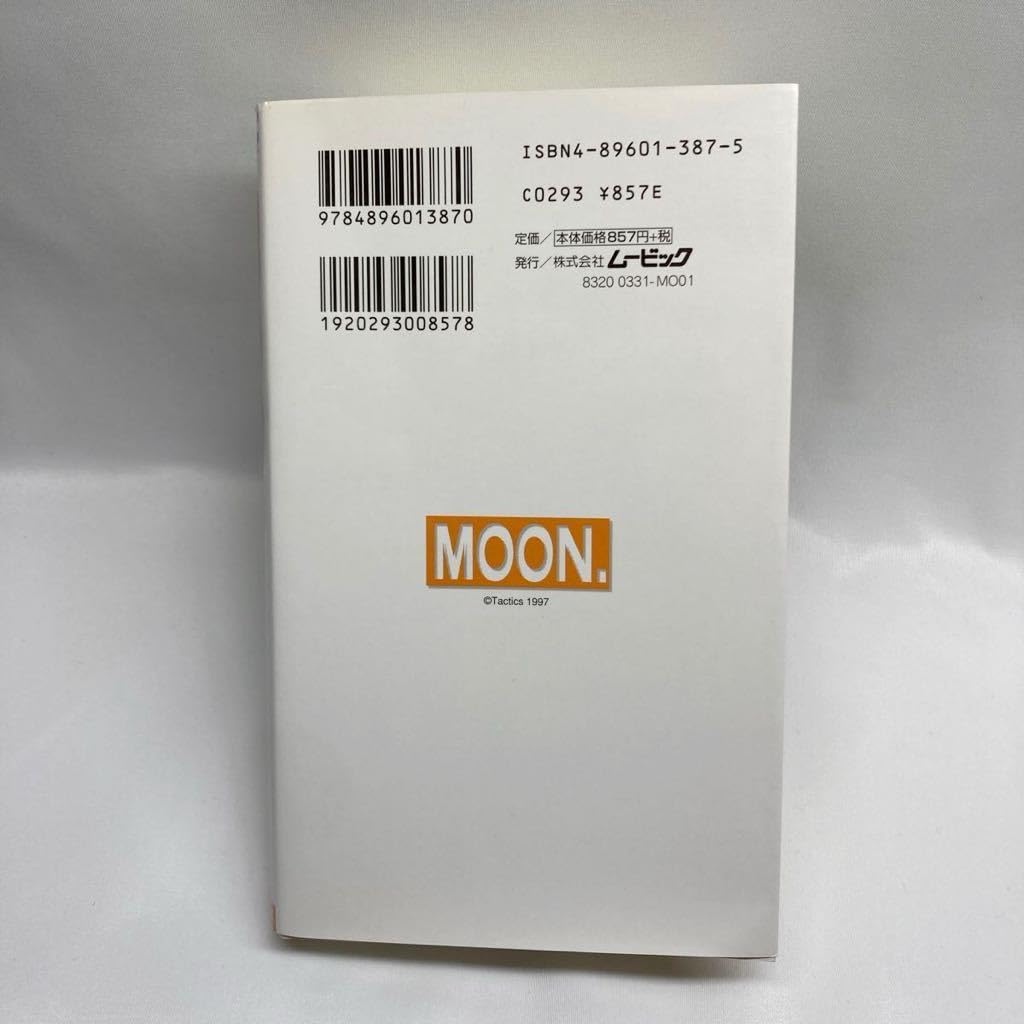 ISBN4-89601-387-5
9784896013870
C0293 ¥857E
定価/本体価格857円+税
発行/株式会社 ムービック
8320 0331-MO01
1920293008578
MOON.
©Tactics 1997